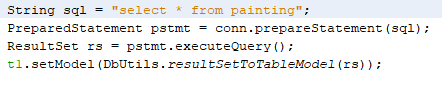 String sql = "select * from painting";
PreparedStatement pstmt = conn.prepareStatement(sql);
ResultSet rs = pstmt.executeQuery();
t1.setModel(DbUtils.resultSetToTableModel(rs));